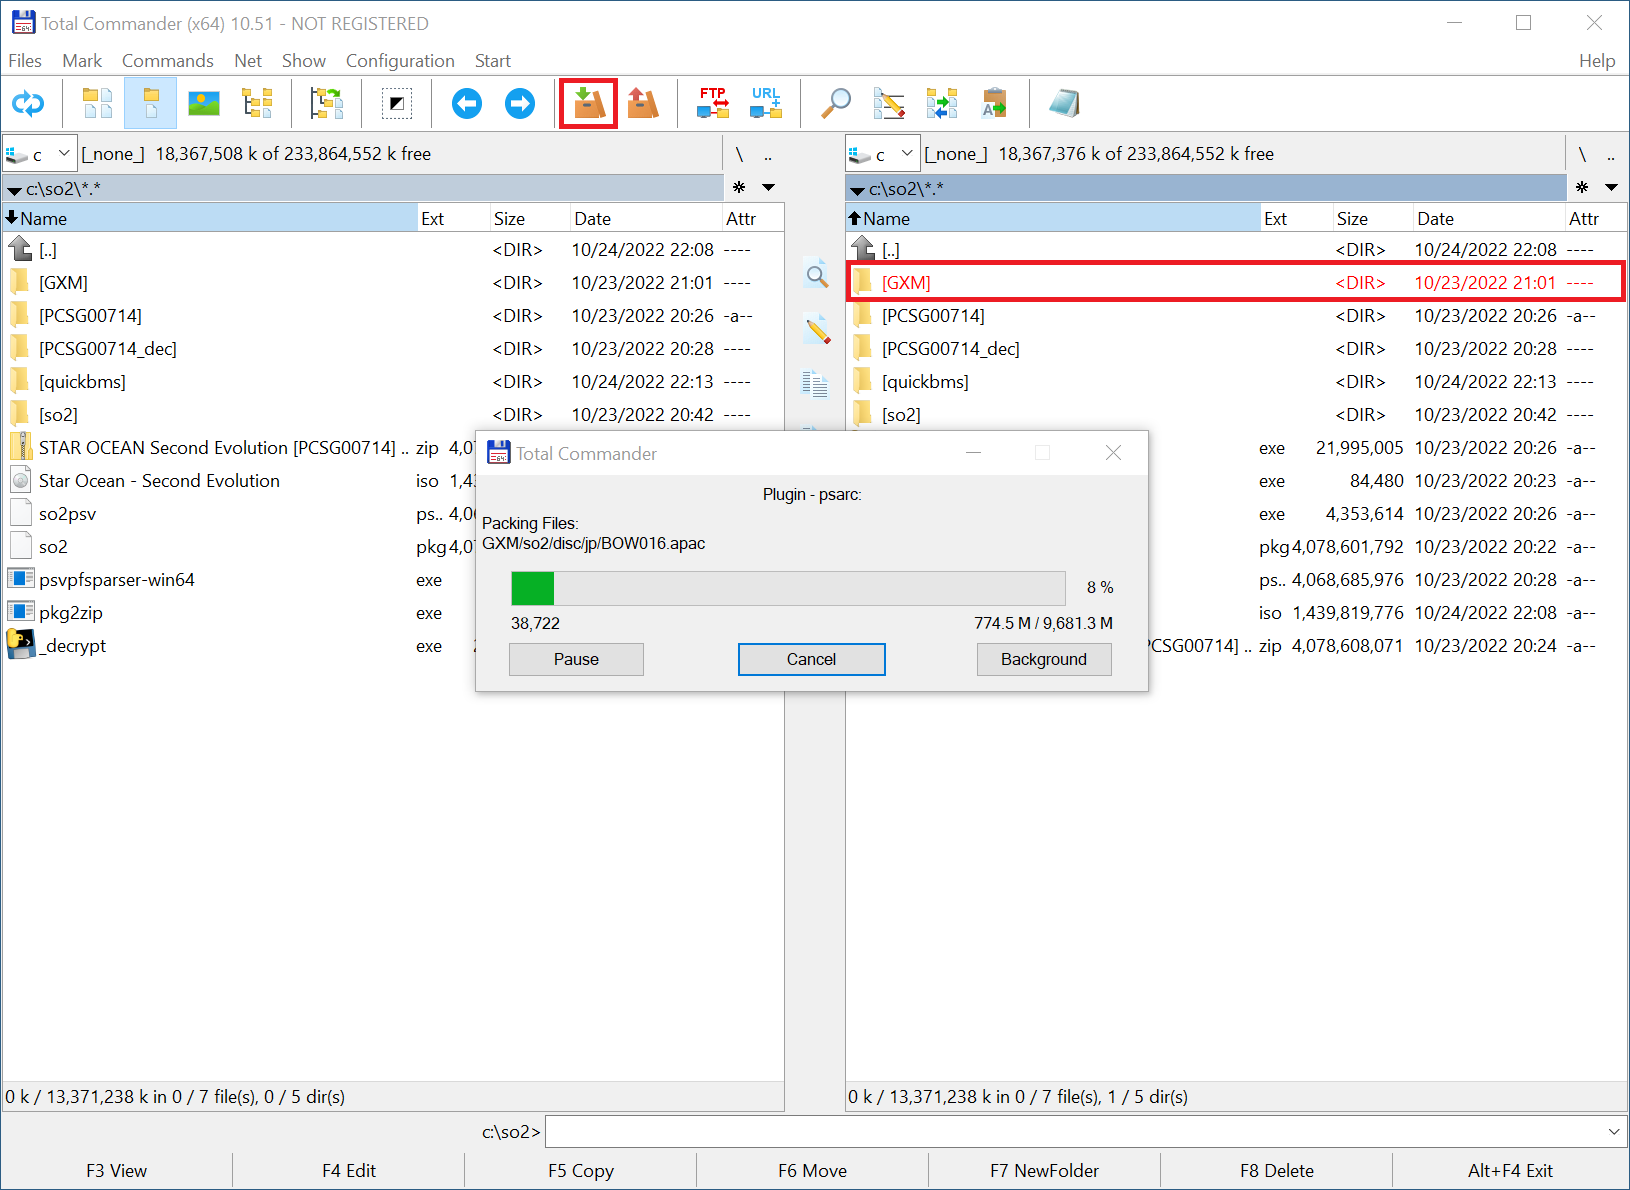 Total Commander (x64) 10.51 - NOT REGISTERED
Files Mark Commands Net Show Configuration Start Help
FTP URL
c [_none_] 18,367,508 k of 233,864,552 k free \ ..
c:\so2\*.* * 
Name Ext Size Date Attr
[..] <DIR> 10/24/2022 22:08 ----
[GXM] <DIR> 10/23/2022 21:01 ----
[PCSG00714] <DIR> 10/23/2022 20:26 -a--
[PCSG00714_dec] <DIR> 10/23/2022 20:28 ----
[quickbms] <DIR> 10/24/2022 22:13 ----
[so2] <DIR> 10/23/2022 20:42 ----
STAR OCEAN Second Evolution [PCSG00714] .. zip 4,07
Star Ocean - Second Evolution iso 1,43
so2psv ps.. 4,06
so2 pkg 4,07
psvpfsparser-win64 exe
pkg2zip exe
_decrypt exe
0 k / 13,371,238 k in 0 / 7 file(s), 0 / 5 dir(s)
c [_none_] 18,367,376 k of 233,864,552 k free \ ..
c:\so2\*.* *
Name Ext Size Date Attr
[..] <DIR> 10/24/2022 22:08 ----
[GXM] <DIR> 10/23/2022 21:01 ----
[PCSG00714] <DIR> 10/23/2022 20:26 -a--
[PCSG00714_dec] <DIR> 10/23/2022 20:28 ----
[quickbms] <DIR> 10/24/2022 22:13 ----
[so2] <DIR> 10/23/2022 20:42 ----
exe 21,995,005 10/23/2022 20:26 -a--
exe 84,480 10/23/2022 20:23 -a--
exe 4,353,614 10/23/2022 20:26 -a--
pkg 4,078,601,792 10/23/2022 20:22 -a--
ps.. 4,068,685,976 10/23/2022 20:28 -a--
iso 1,439,819,776 10/24/2022 22:08 -a--
PCSG00714] .. zip 4,078,608,071 10/23/2022 20:24 -a--
0 k / 13,371,238 k in 0 / 7 file(s), 1 / 5 dir(s)
Total Commander
Plugin - psarc:
Packing Files:
GXM/so2/disc/jp/BOW016.apac
8 %
38,722 774.5 M / 9,681.3 M
Pause Cancel Background
c:\so2>
F3 View F4 Edit F5 Copy F6 Move F7 NewFolder F8 Delete Alt+F4 Exit